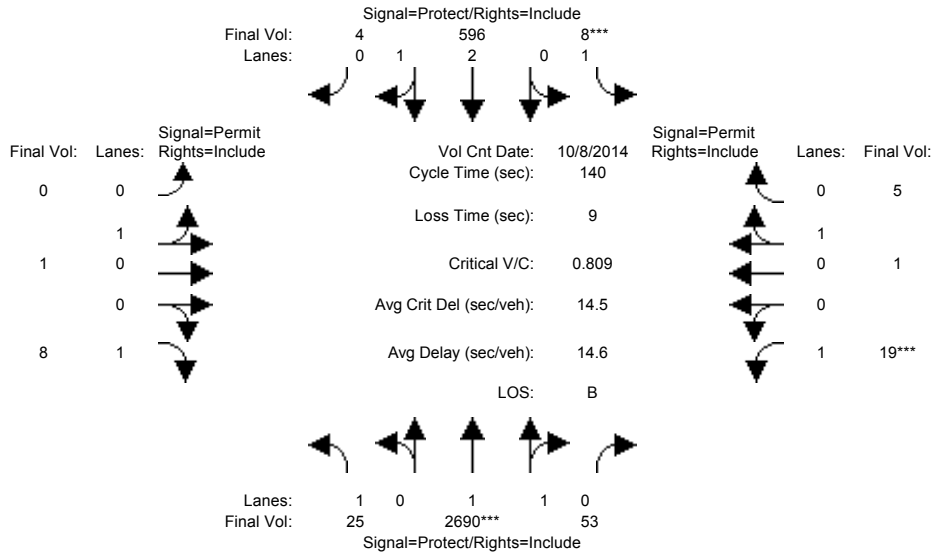 Signal=Protect/Rights=Include
Final Vol: 4 596 8***
Lanes: 0 1 2 0 1
Signal=Permit Signal=Permit
Final Vol: Lanes: Rights=Include Vol Cnt Date: 10/8/2014 Rights=Include Lanes: Final Vol:
Cycle Time (sec): 140
0 0 0 5
Loss Time (sec): 9
1 1
1 0 Critical V/C: 0.809 0 1
0 Avg Crit Del (sec/veh): 14.5 0
8 1 Avg Delay (sec/veh): 14.6 1 19***
LOS: B
Lanes: 1 0 1 1 0
Final Vol: 25 2690*** 53
Signal=Protect/Rights=Include